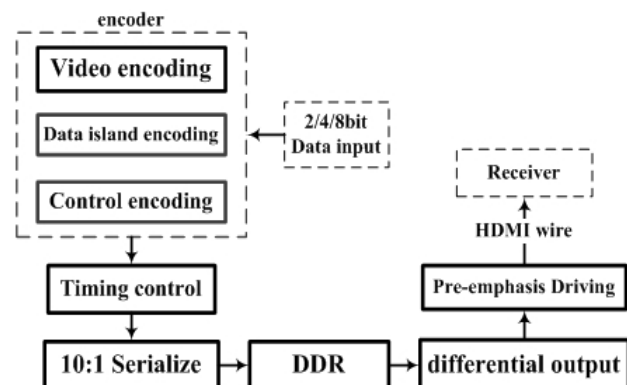 encoder
Video encoding
Data island encoding
Control encoding
2/4/8bit
Data input
Receiver
HDMI wire
Timing control
Pre-emphasis Driving
10:1 Serialize
DDR
differential output